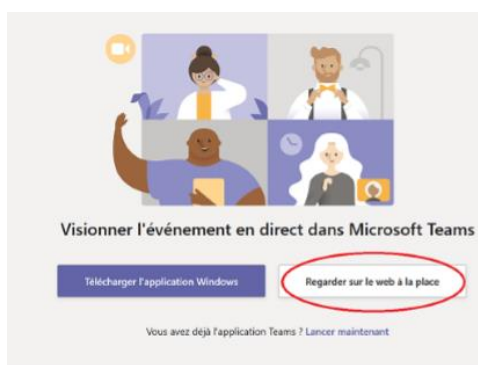 Visionner l'événement en direct dans Microsoft Teams
Télécharger l'application Windows
Regarder sur le web à la place
Vous avez déjà l'application Teams ? Lancer maintenant